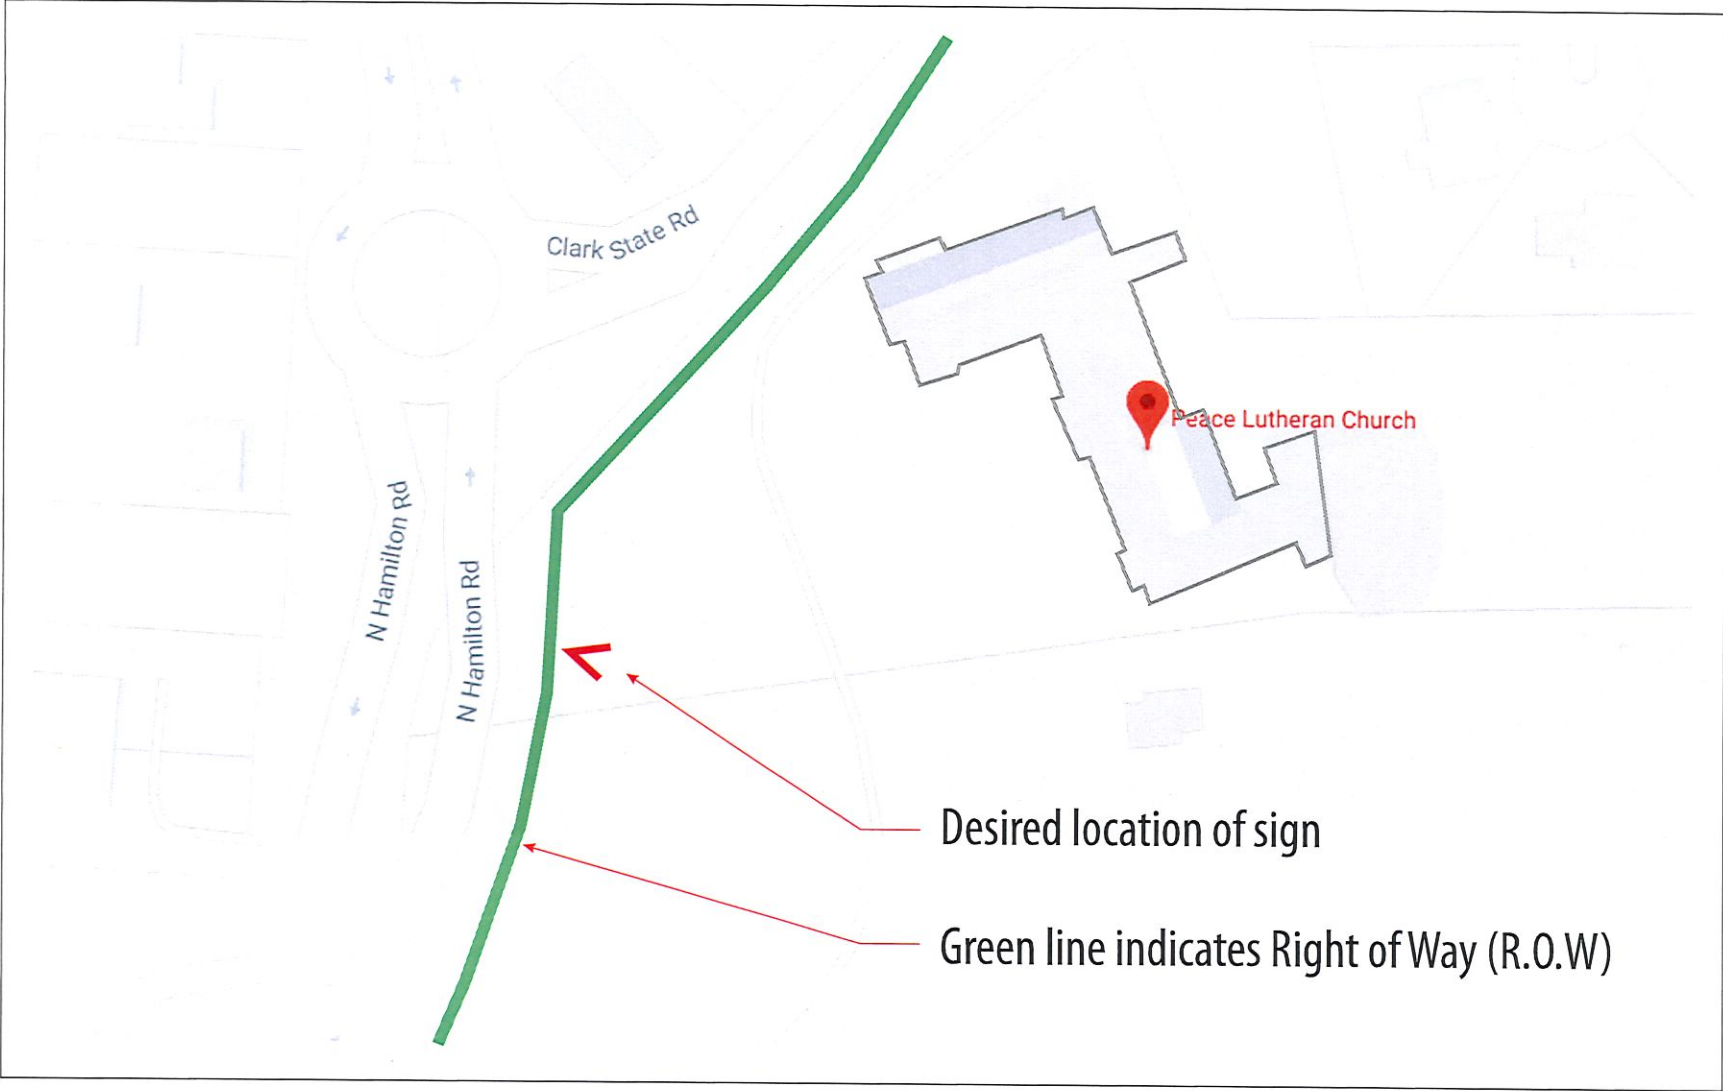 Clark State Rd
Peace Lutheran Church
N Hamilton Rd
N Hamilton Rd
Desired location of sign
Green line indicates Right of Way (R.O.W)